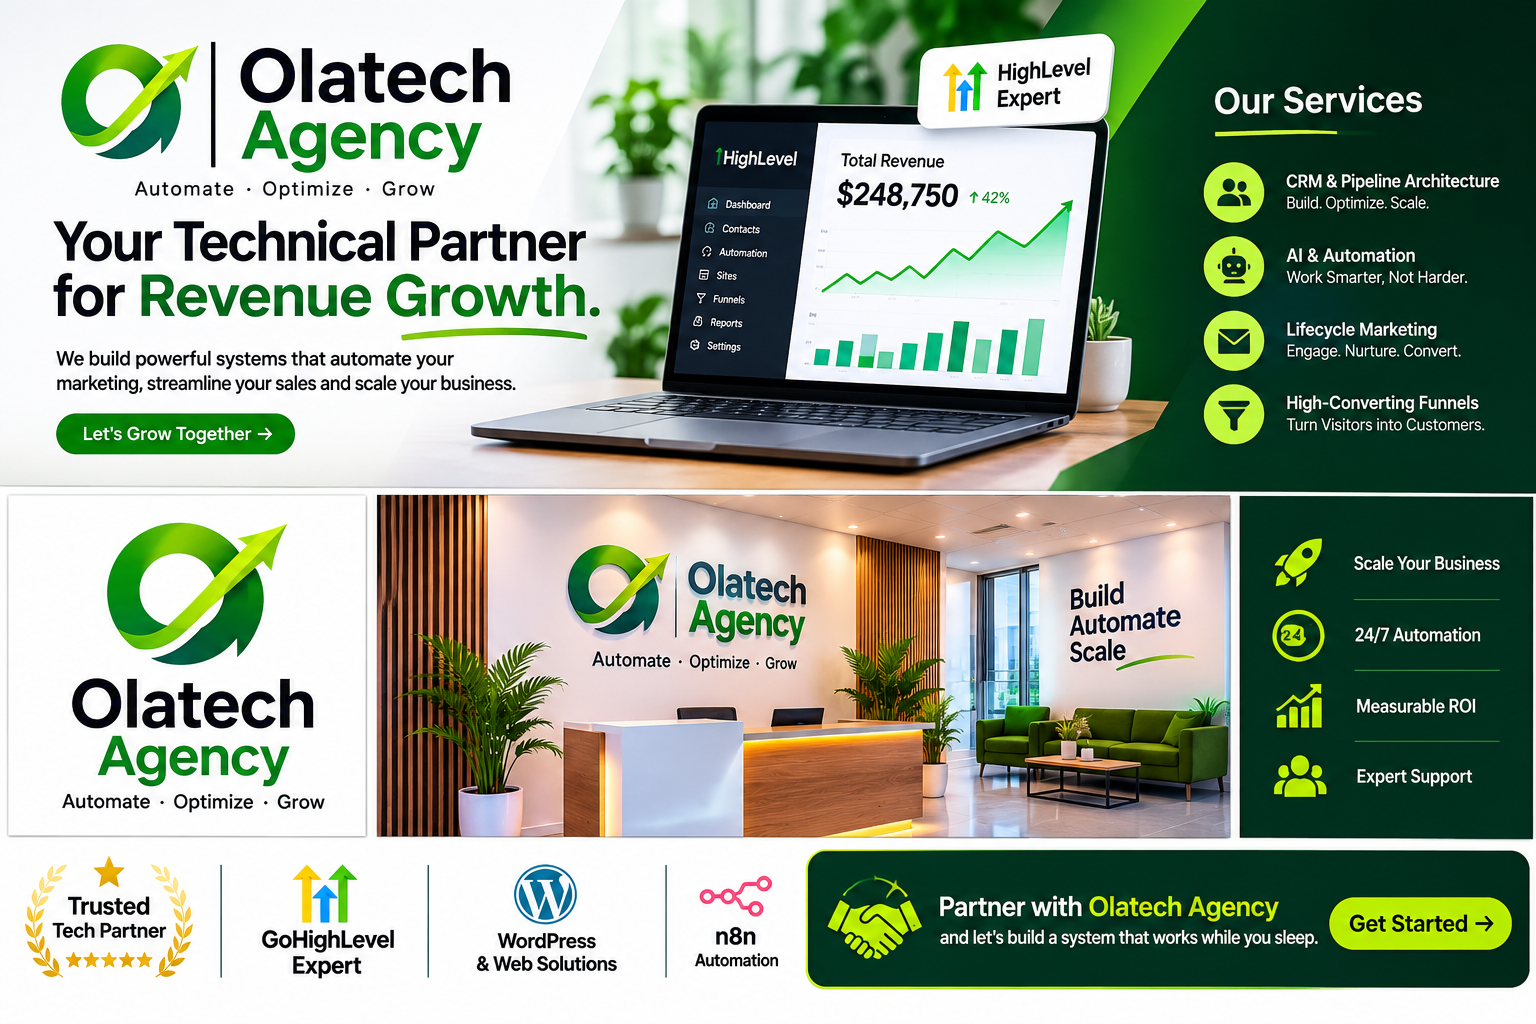 Olatech
Agency
Automate · Optimize · Grow
Your Technical Partner
for Revenue Growth.
We build powerful systems that automate your
marketing, streamline your sales and scale your business.
Let's Grow Together →
HighLevel
Expert
HighLevel
Dashboard
Contacts
Automation
Sites
Funnels
Reports
Settings
Total Revenue
$248,750 ↑ 42%
Our Services
CRM & Pipeline Architecture
Build. Optimize. Scale.
AI & Automation
Work Smarter, Not Harder.
Lifecycle Marketing
Engage. Nurture. Convert.
High-Converting Funnels
Turn Visitors into Customers.
Olatech
Agency
Automate · Optimize · Grow
Olatech
Agency
Automate · Optimize · Grow
Build
Automate
Scale
Scale Your Business
24
24/7 Automation
Measurable ROI
Expert Support
Trusted
Tech Partner
GoHighLevel
Expert
WordPress
& Web Solutions
n8n
Automation
Partner with Olatech Agency
and let's build a system that works while you sleep.
Get Started →